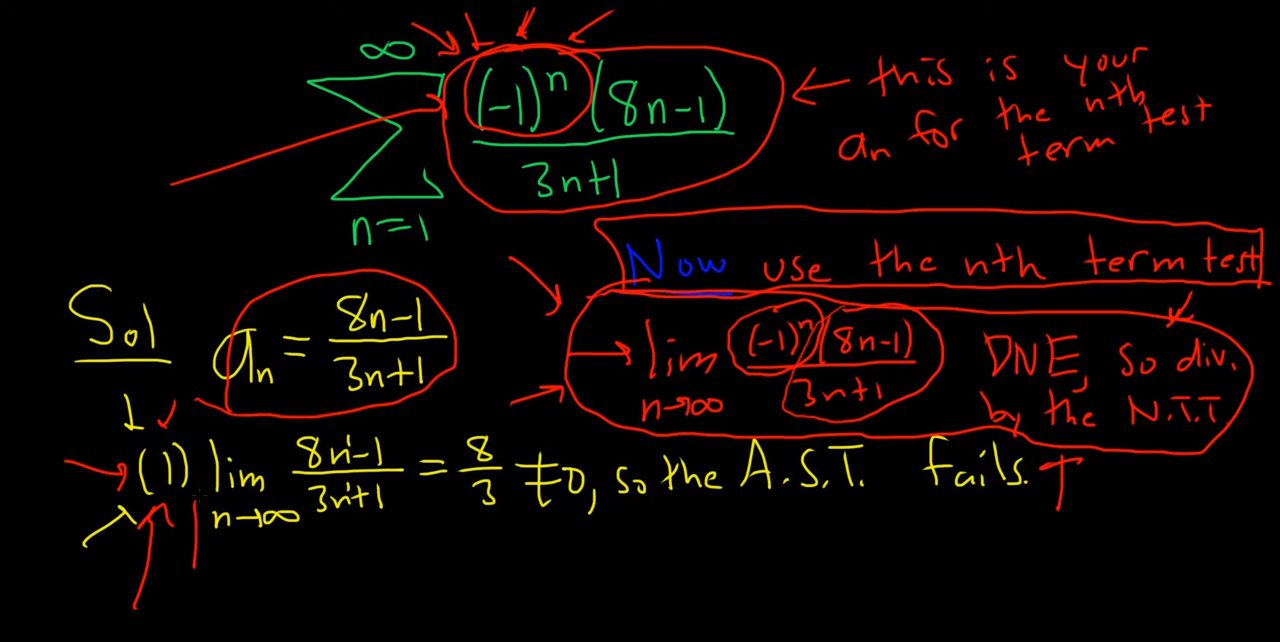 ∞
Σ (-1)^n (8n-1) / 3n+1
n=1
← this is your
an for the nth
term test
Now use the nth term test
lim n→∞ (-1)^n (8n-1) / 3n+1 DNE, so div.
by the N.T.T
Sol an = 8n-1 / 3n+1
(1) lim n→∞ 8n-1 / 3n+1 = 8/3 ≠0, so the A.S.T. fails.